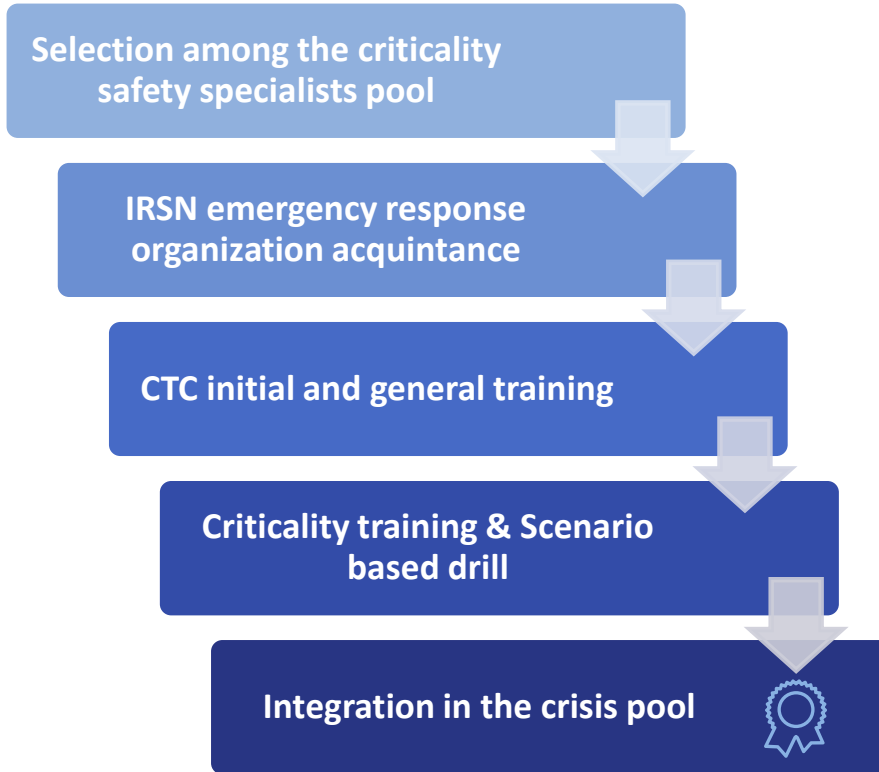 Selection among the criticality
safety specialists pool
IRSN emergency response
organization acquintance
CTC initial and general training
Criticality training & Scenario
based drill
Integration in the crisis pool